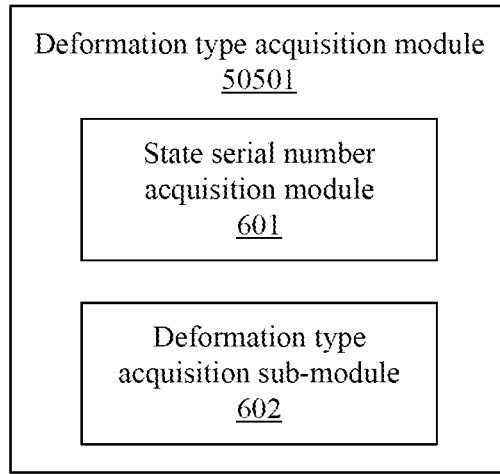 Deformation type acquisition module
50501
State serial number
acquisition module
601
Deformation type
acquisition sub-module
602